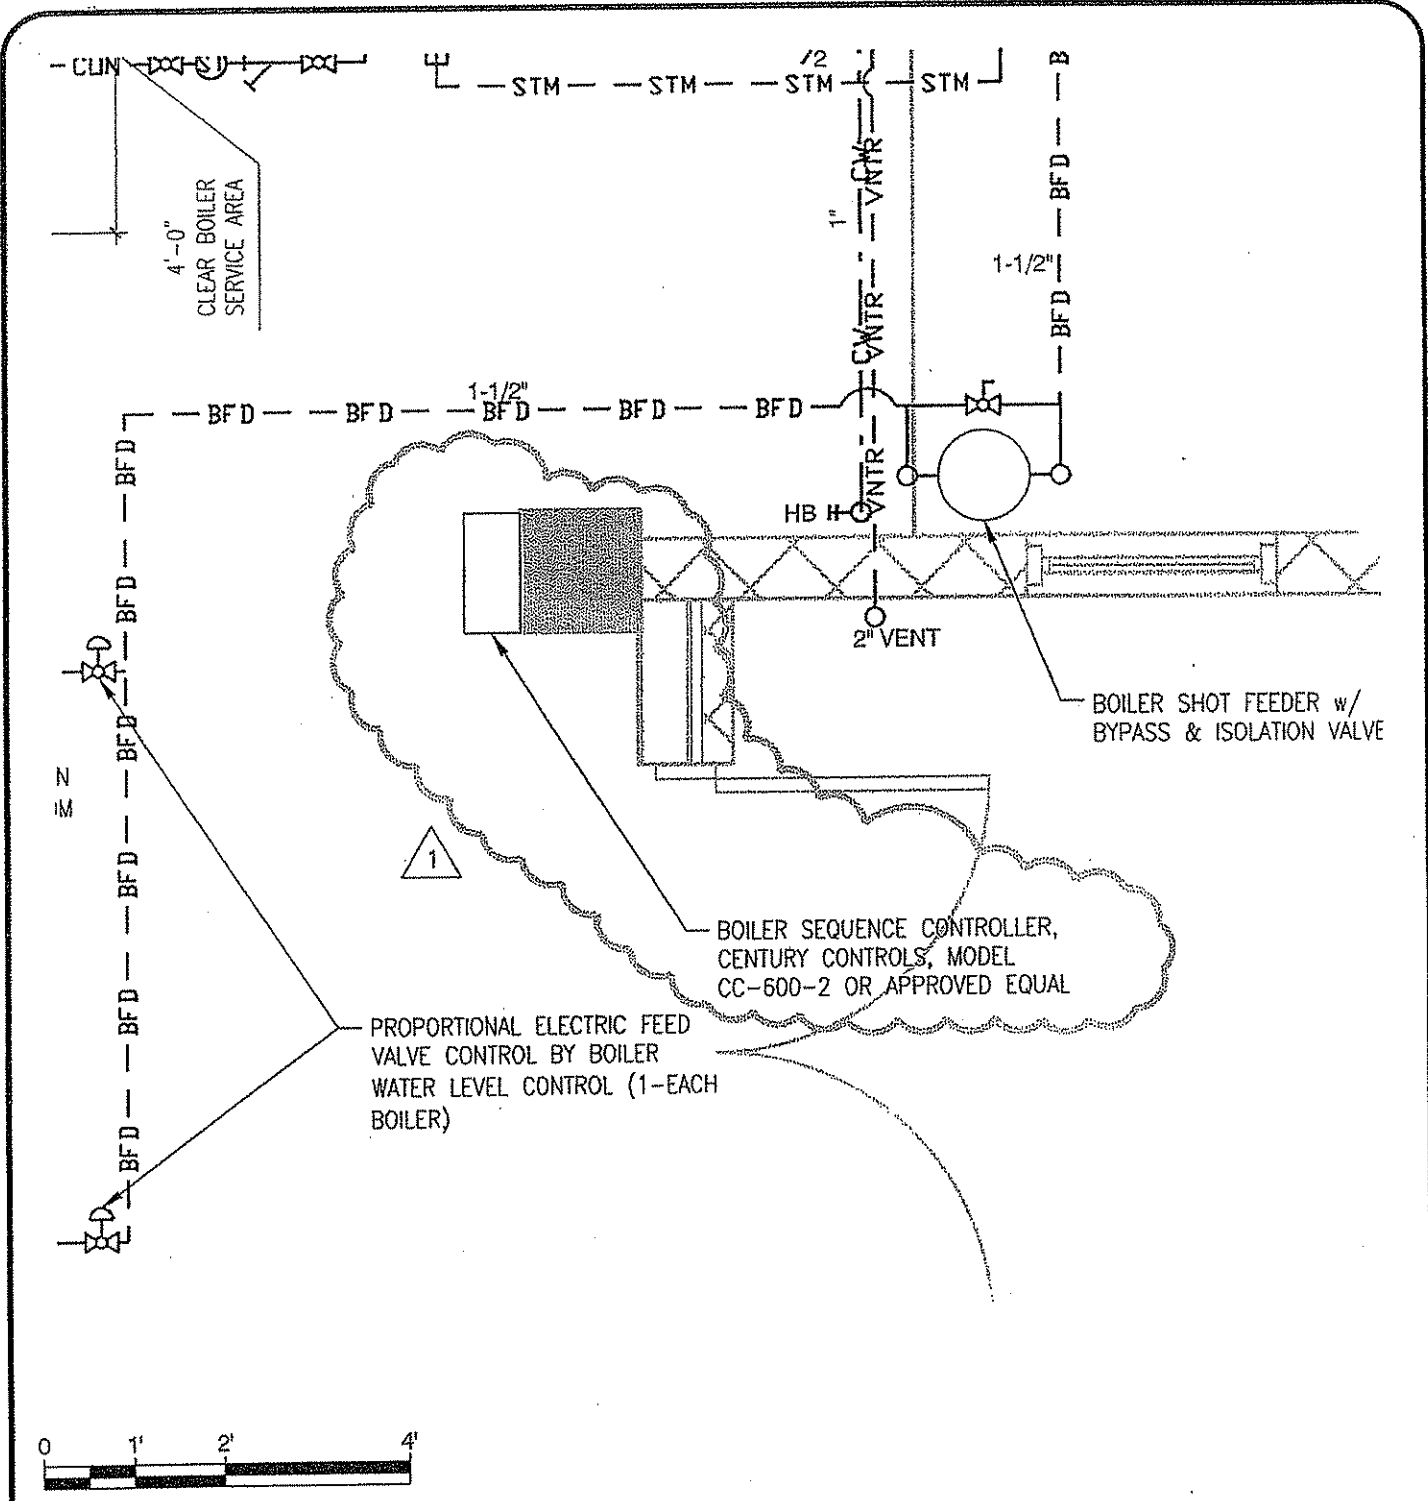 STM STM STM STM
/2
B
4'-0"
CLEAR BOILER
SERVICE AREA
1"
CW
VNTR
BFD
1-1/2"
CW
VNTR
BFD
1-1/2"
BFD BFD BFD BFD BFD
BFD
VNTR
HB
BFD
2" VENT
BOILER SHOT FEEDER w/
BYPASS & ISOLATION VALVE
BFD
N
M
1
BFD
BOILER SEQUENCE CONTROLLER,
CENTURY CONTROLS, MODEL
CC-600-2 OR APPROVED EQUAL
BFD
PROPORTIONAL ELECTRIC FEED
VALVE CONTROL BY BOILER
WATER LEVEL CONTROL (1-EACH
BOILER)
BFD
0 1' 2' 4'